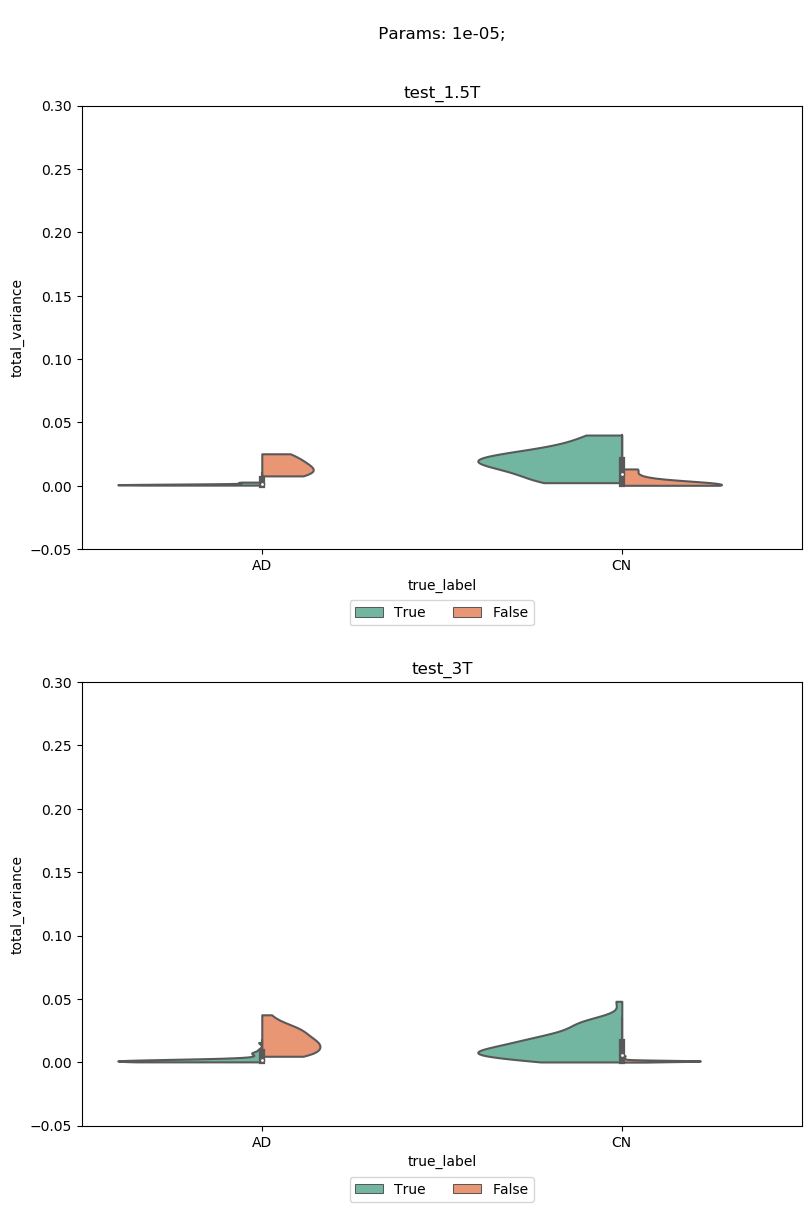 Params: 1e-05;
test_1.5T
0.30
0.25
0.20
0.15
0.10
0.05
0.00
−0.05
total_variance
AD CN
true_label
True False
test_3T
0.30
0.25
0.20
0.15
0.10
0.05
0.00
−0.05
total_variance
AD CN
true_label
True False